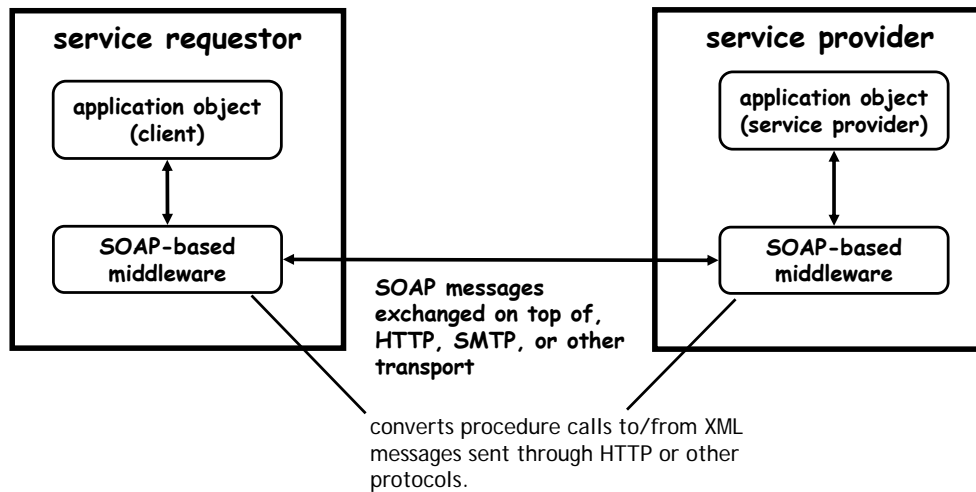 service requestor
application object
(client)
SOAP-based
middleware
service provider
application object
(service provider)
SOAP-based
middleware
SOAP messages
exchanged on top of,
HTTP, SMTP, or other
transport
converts procedure calls to/from XML
messages sent through HTTP or other
protocols.